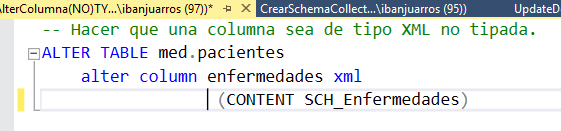 AlterColumna(NO)TY...\ibanjuarros (97))* CrearSchemaCollect...\ibanjuarros (95)) UpdateD
-- Hacer que una columna sea de tipo XML no tipada.
ALTER TABLE med.pacientes
alter column enfermedades xml
(CONTENT SCH_Enfermedades)